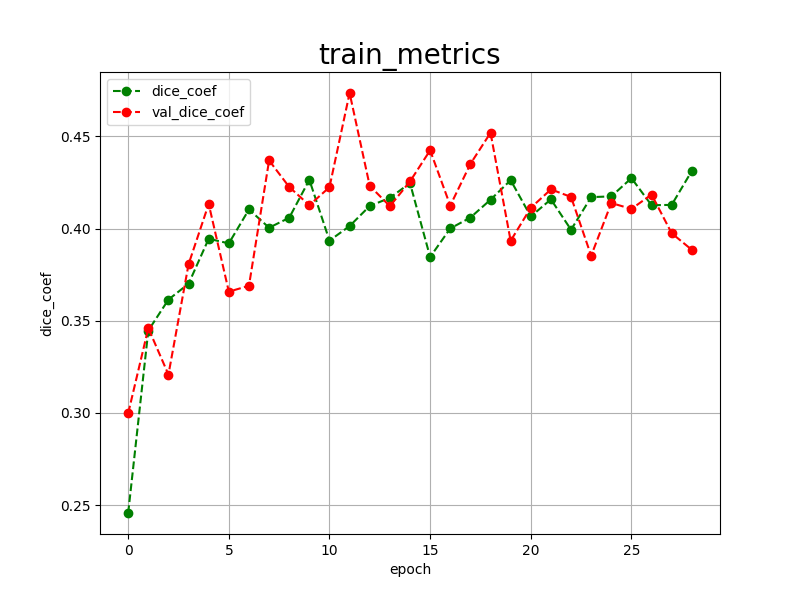 train_metrics
dice_coef
val_dice_coef
0.45
0.40
0.35
0.30
0.25
dice_coef
0 5 10 15 20 25
epoch